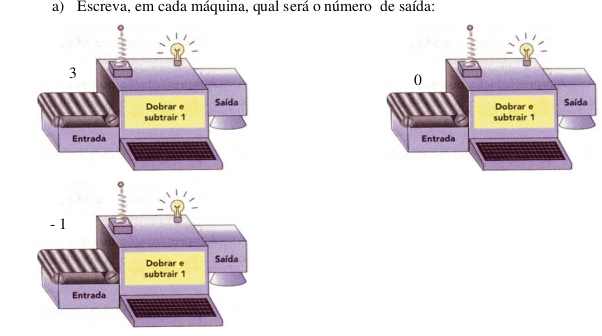 a) Escreva, em cada máquina, qual será o número de saída:
3
Dobrar e
subtrair 1
Saída
Entrada
0
Dobrar e
subtrair 1
Saída
Entrada
- 1
Dobrar e
subtrair 1
Saída
Entrada